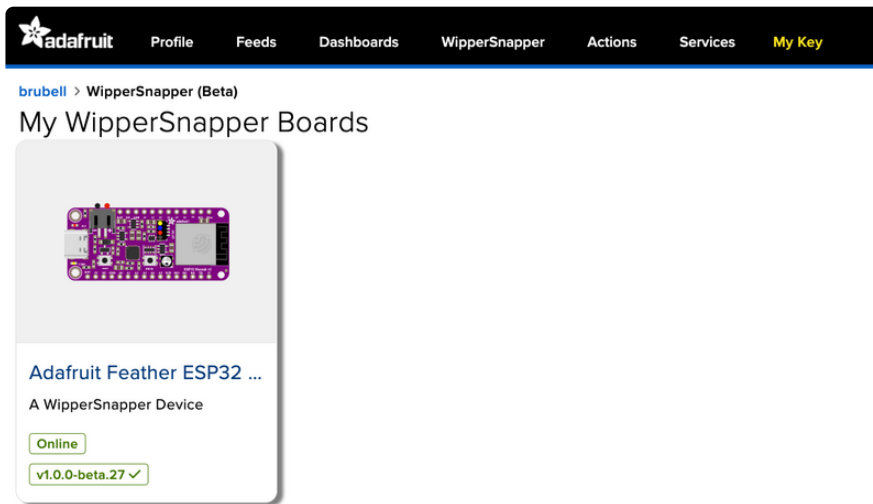 adafruit Profile Feeds Dashboards WipperSnapper Actions Services My Key
brubell > WipperSnapper (Beta)
My WipperSnapper Boards
Adafruit Feather ESP32 ...
A WipperSnapper Device
Online
v1.0.0-beta.27 ✓